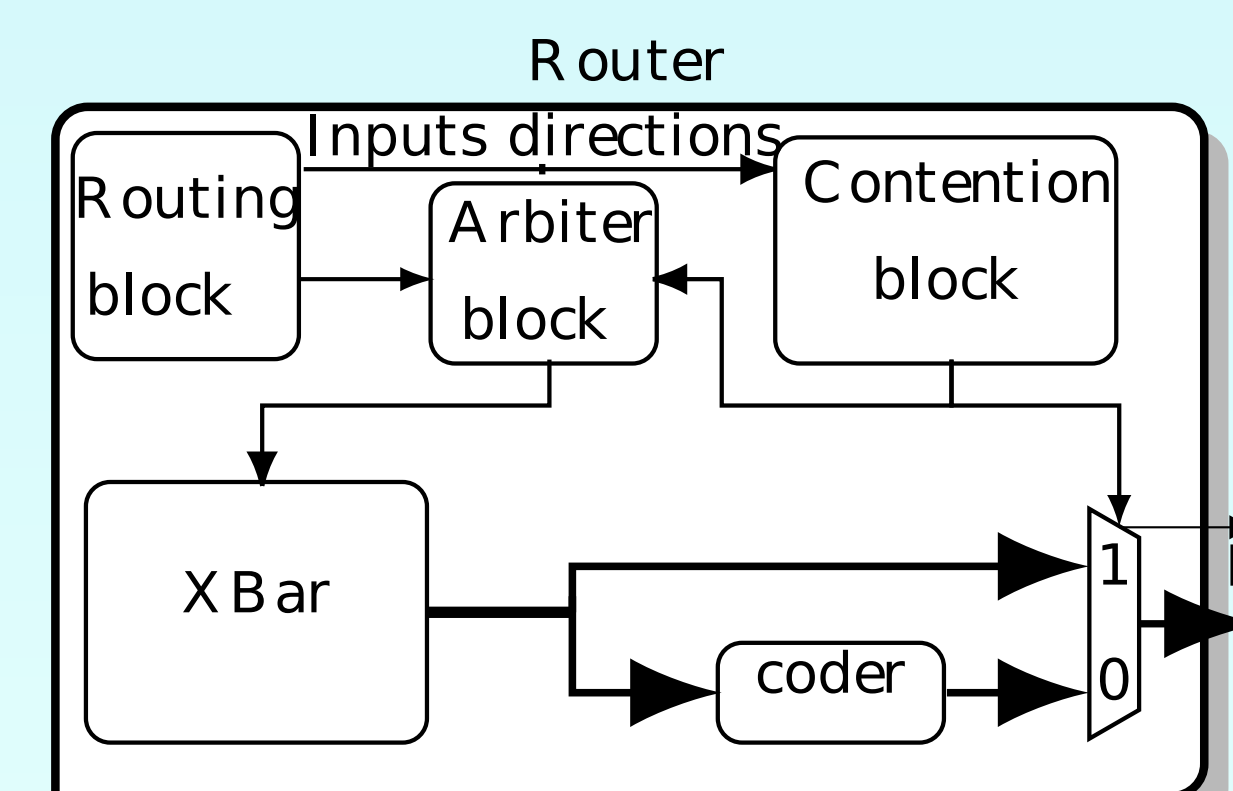 Router
Inputs directions
Routing
block
Arbiter
block
Contention
block
XBar
coder
1
0